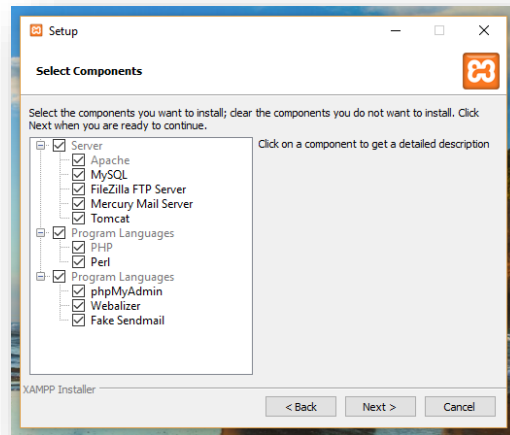 Setup
Select Components
Select the components you want to install; clear the components you do not want to install. Click
Next when you are ready to continue.
Server
Apache
MySQL
FileZilla FTP Server
Mercury Mail Server
Tomcat
Program Languages
PHP
Perl
Program Languages
phpMyAdmin
Webalizer
Fake Sendmail
Click on a component to get a detailed description
XAMPP Installer
< Back
Next >
Cancel